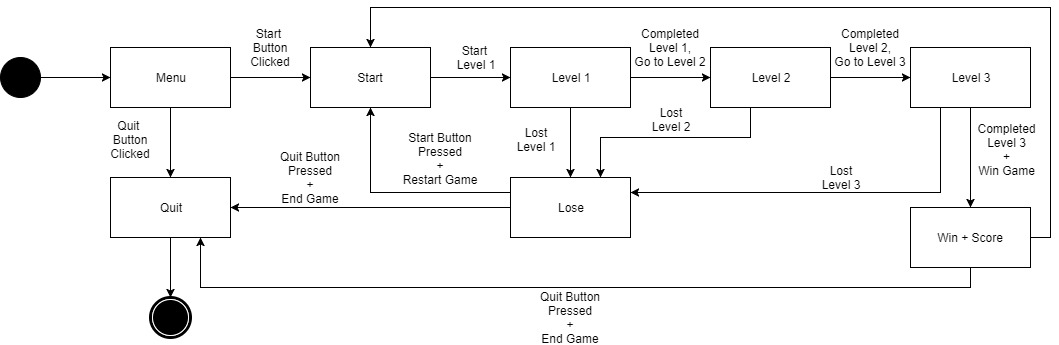 Start
Button
Clicked
Start
Level 1
Completed
Level 1,
Go to Level 2
Completed
Level 2,
Go to Level 3
Menu
Start
Level 1
Level 2
Level 3
Quit
Button
Clicked
Quit Button
Pressed
+
End Game
Start Button
Pressed
+
Restart Game
Lost
Level 1
Lost
Level 2
Completed
Level 3
+
Win Game
Lost
Level 3
Quit
Lose
Win + Score
Quit Button
Pressed
+
End Game